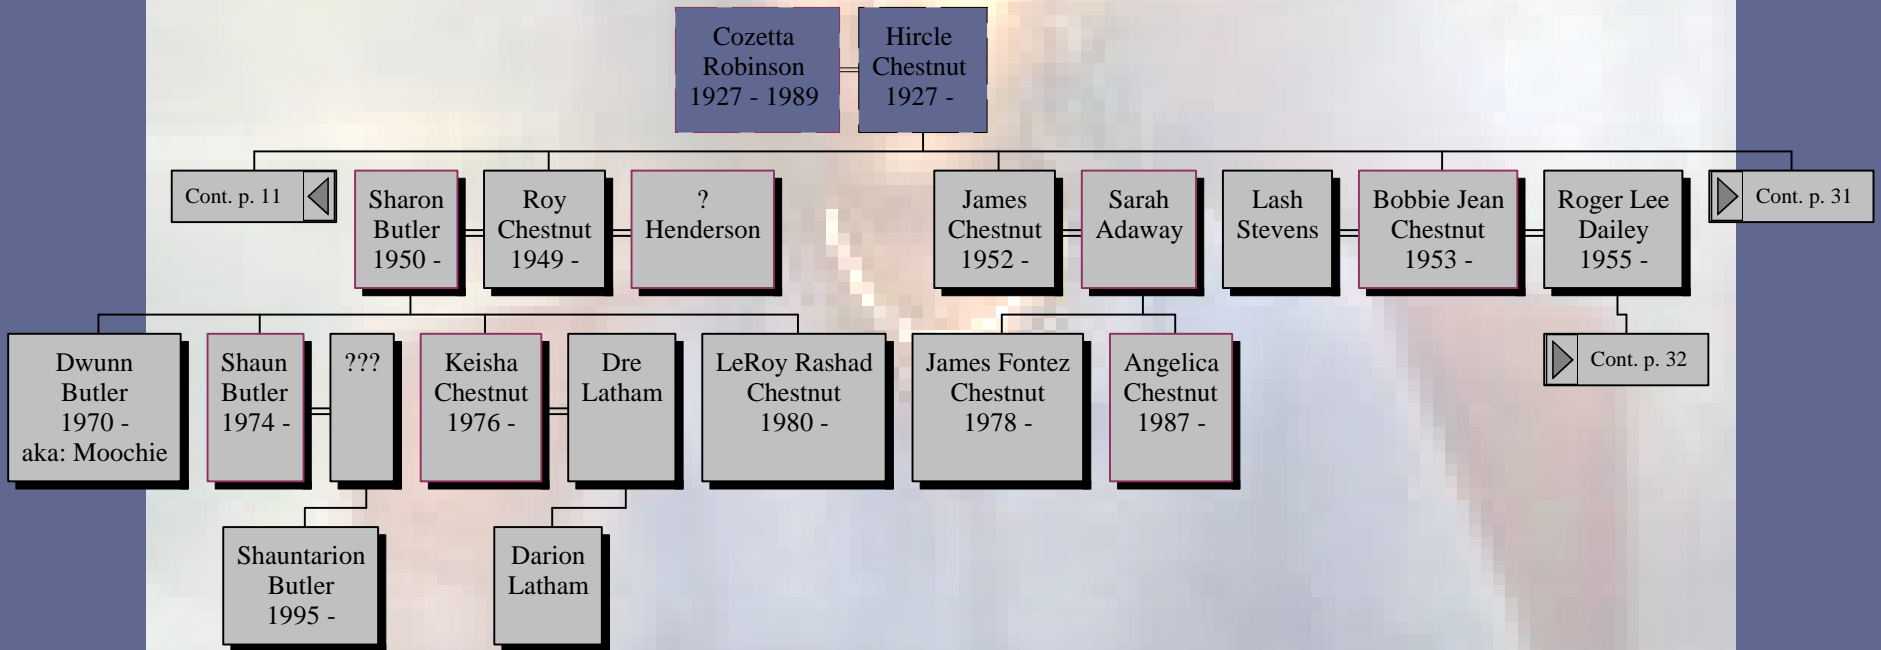 Cozetta
Robinson
1927 - 1989
Hircle
Chestnut
1927 -
Cont. p. 11
Sharon
Butler
1950 -
Roy
Chestnut
1949 -
?
Henderson
James
Chestnut
1952 -
Sarah
Adaway
Lash
Stevens
Bobbie Jean
Chestnut
1953 -
Roger Lee
Dailey
1955 -
Cont. p. 31
Dwunn
Butler
1970 -
aka: Moochie
Shaun
Butler
1974 -
???
Keisha
Chestnut
1976 -
Dre
Latham
LeRoy Rashad
Chestnut
1980 -
James Fontez
Chestnut
1978 -
Angelica
Chestnut
1987 -
Cont. p. 32
Shauntarion
Butler
1995 -
Darion
Latham